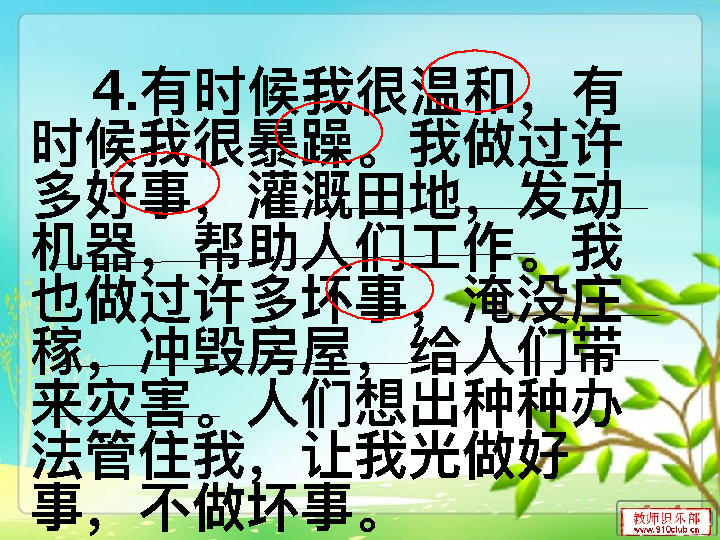 4.有时候我很温和，有
时候我很暴躁。我做过许
多好事，灌溉田地，发动
机器，帮助人们工作。我
也做过许多坏事，淹没庄
稼，冲毁房屋，给人们带
来灾害。人们想出种种办
法管住我，让我光做好
事，不做坏事。
教师俱乐部
www.910club.cn